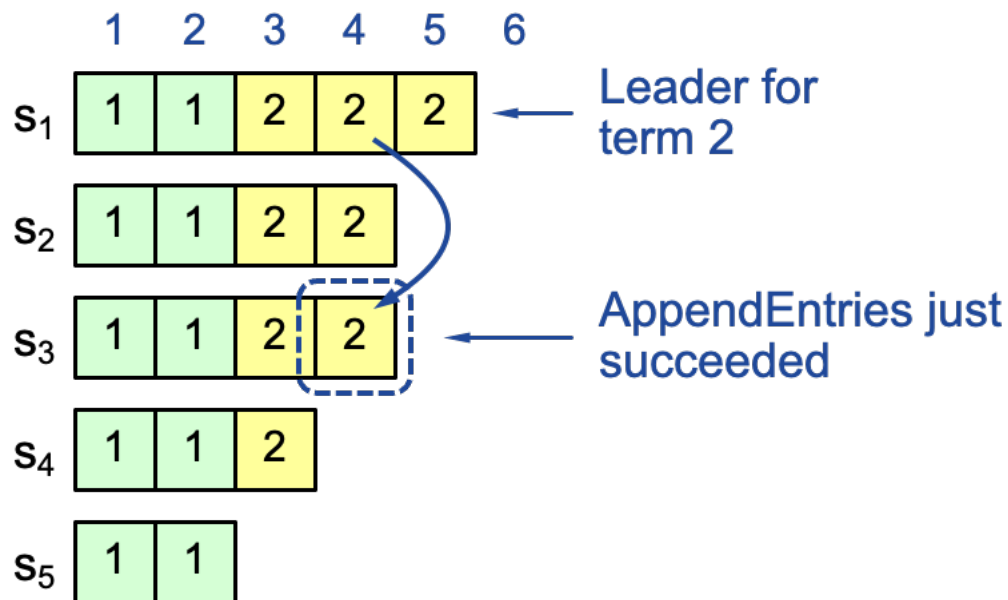 1 2 3 4 5 6
s1 1 1 2 2 2 Leader for
term 2
s2 1 1 2 2
s3 1 1 2 2 AppendEntries just
succeeded
s4 1 1 2
s5 1 1